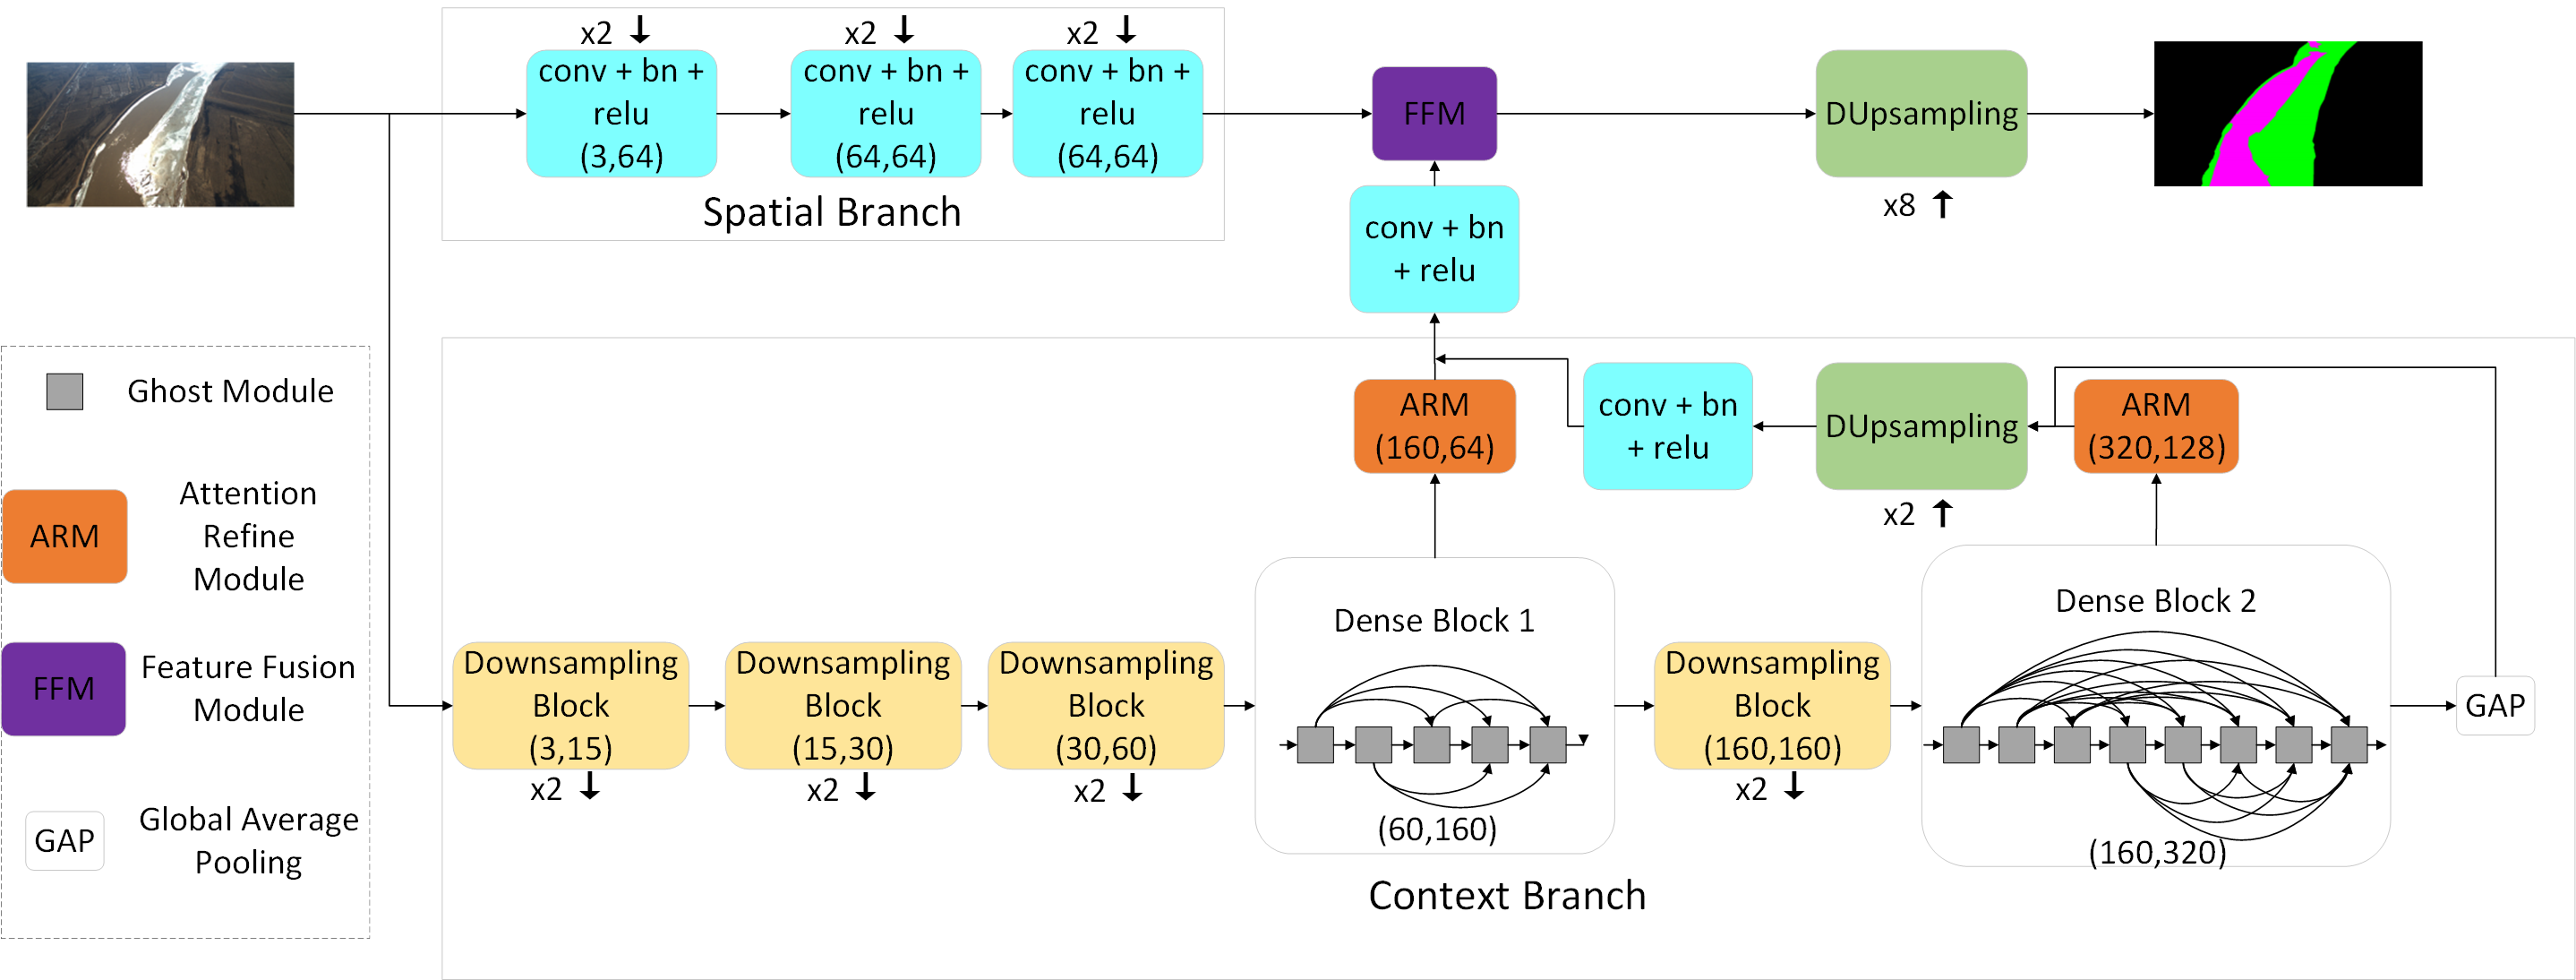 x2
conv + bn +
relu
(3,64)
x2
conv + bn +
relu
(64,64)
x2
conv + bn +
relu
(64,64)
Spatial Branch
FFM
DUpsampling
x8
conv + bn
+ relu
Ghost Module
ARM
Attention
Refine
Module
FFM
Feature Fusion
Module
GAP
Global Average
Pooling
ARM
(160,64)
conv + bn
+ relu
DUpsampling
x2
ARM
(320,128)
Downsampling
Block
(3,15)
x2
Downsampling
Block
(15,30)
x2
Downsampling
Block
(30,60)
x2
Dense Block 1
(60,160)
Downsampling
Block
(160,160)
x2
Dense Block 2
(160,320)
GAP
Context Branch